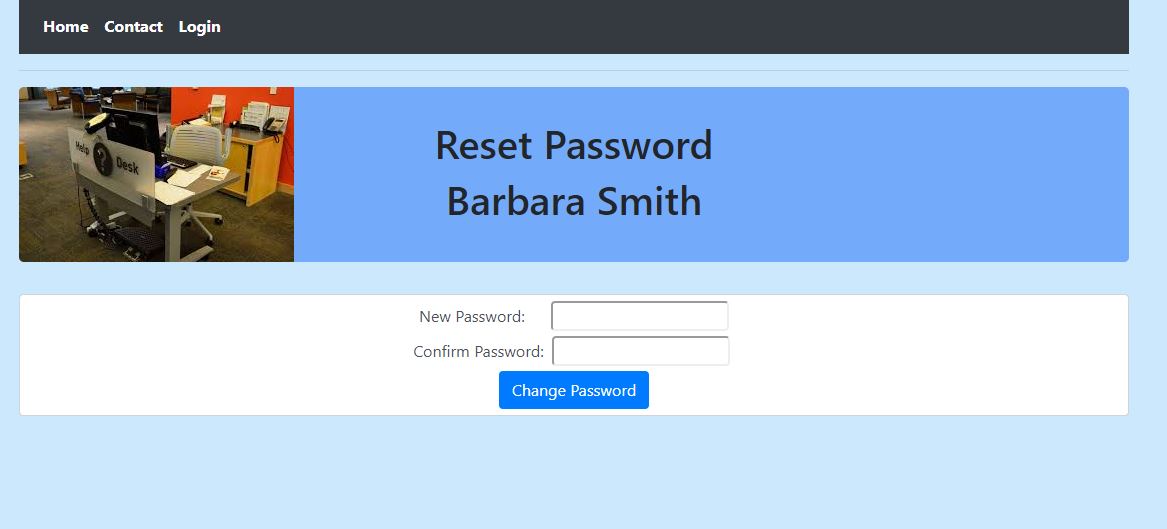 Home Contact Login
Help ? Desk
Reset Password
Barbara Smith
New Password:
Confirm Password:
Change Password